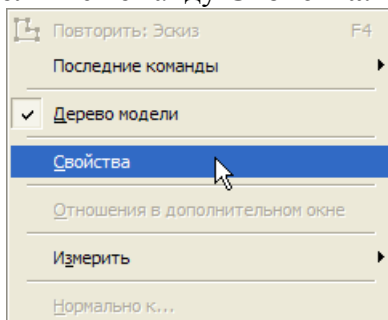 Повторить: Эскиз F4
Последние команды
Дерево модели
Свойства
Отношения в дополнительном окне
Измерить
Нормально к...